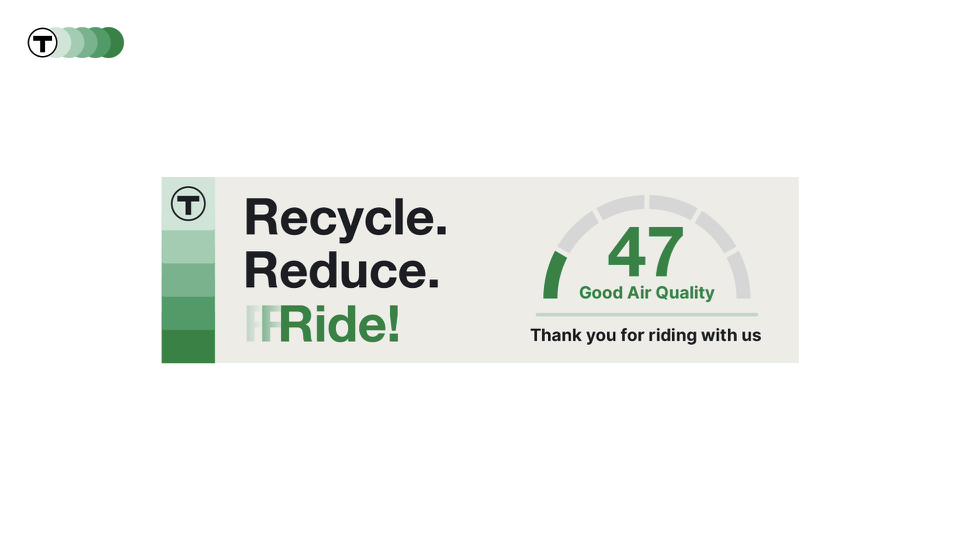 T
T
Recycle.
Reduce.
Ride!
47
Good Air Quality
Thank you for riding with us